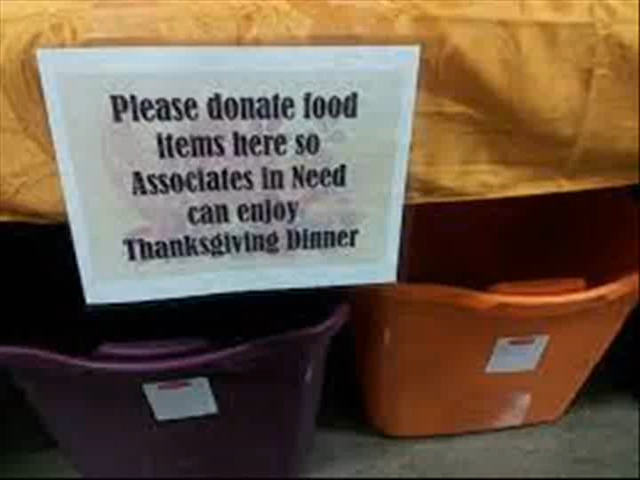 Please donate food
items here so
Associates in Need
can enjoy
Thanksgiving Dinner